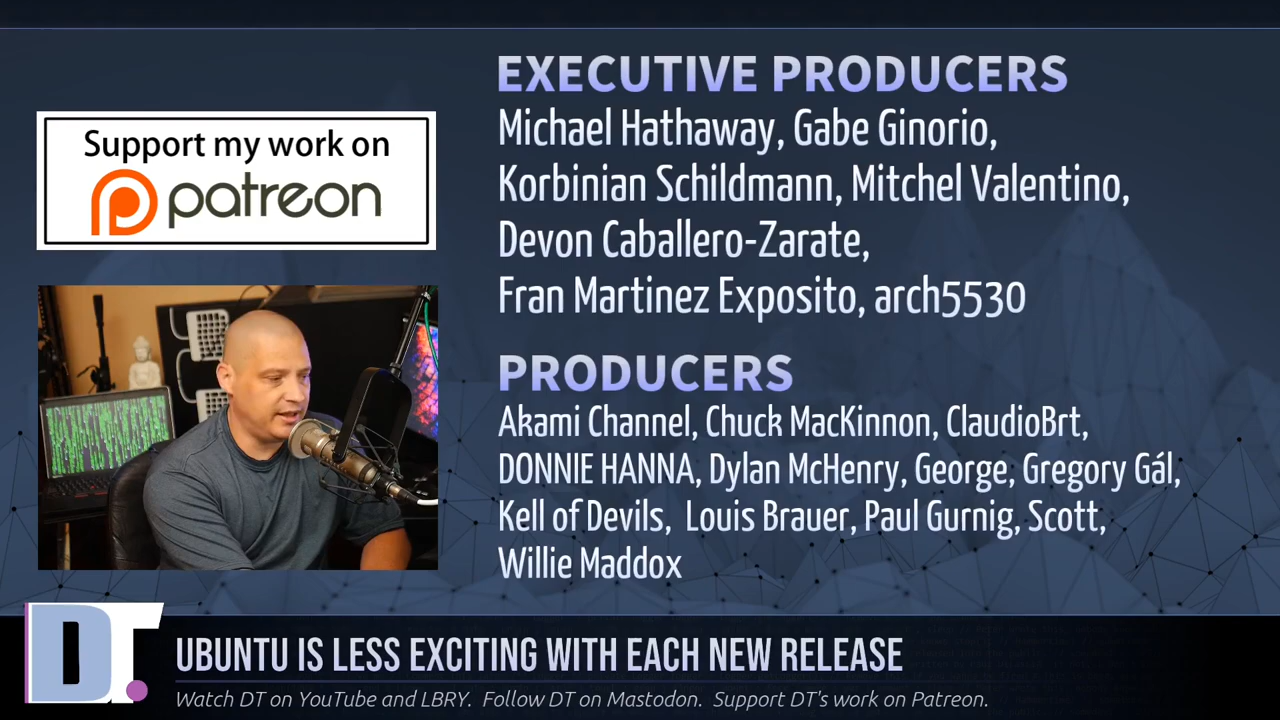 EXECUTIVE PRODUCERS
Michael Hathaway, Gabe Ginorio,
Korbinian Schildmann, Mitchel Valentino,
Devon Caballero-Zarate,
Fran Martinez Exposito, arch5530
Support my work on
patreon
PRODUCERS
Akami Channel, Chuck MacKinnon, ClaudioBrt,
DONNIE HANNA, Dylan McHenry, George, Gregory Gál,
Kell of Devils, Louis Brauer, Paul Gurnig, Scott,
Willie Maddox
DT.
UBUNTU IS LESS EXCITING WITH EACH NEW RELEASE
Watch DT on YouTube and LBRY. Follow DT on Mastodon. Support DT's work on Patreon.